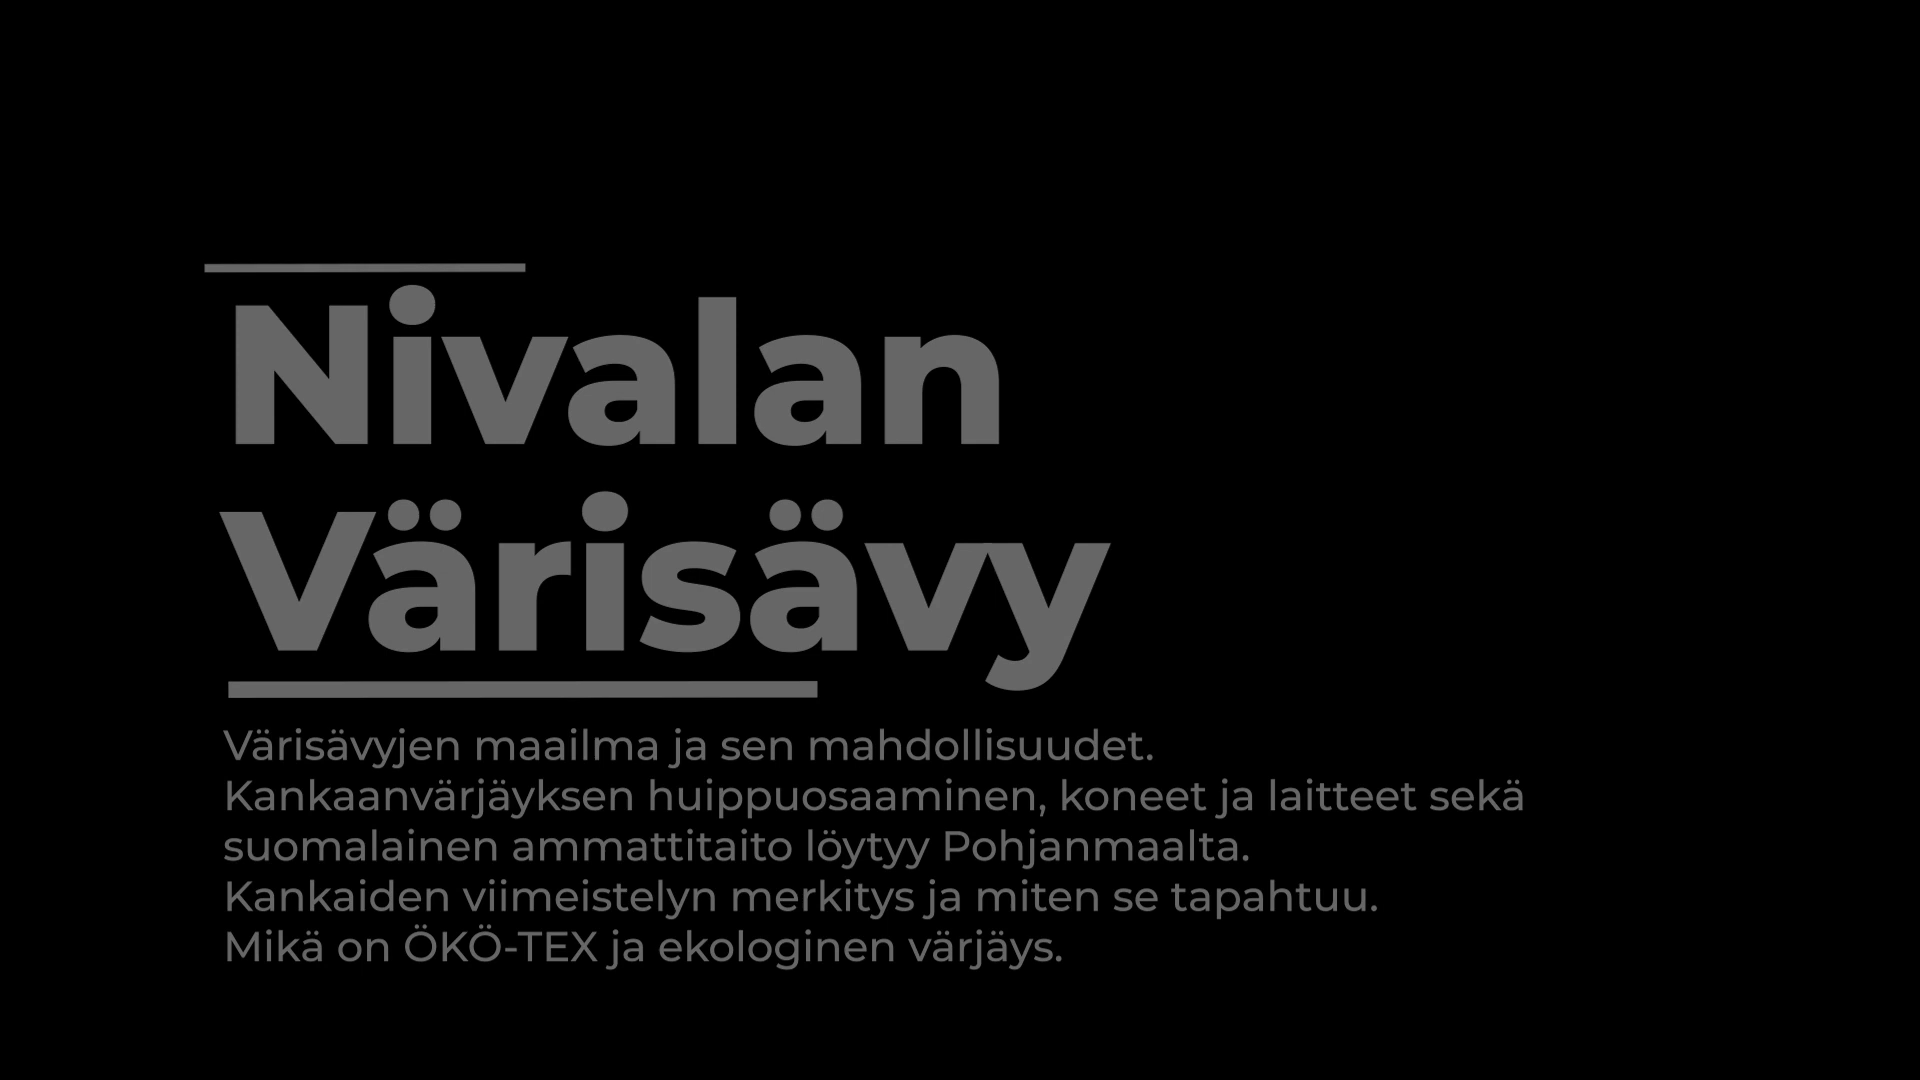 Nivalan
Värisävy
Värisävyjen maailma ja sen mahdollisuudet.
Kankaanvärjäyksen huippuosaaminen, koneet ja laitteet sekä
suomalainen ammattitaito löytyy Pohjanmaalta.
Kankaiden viimeistelyn merkitys ja miten se tapahtuu.
Mikä on ÖKÖ-TEX ja ekologinen värjäys.